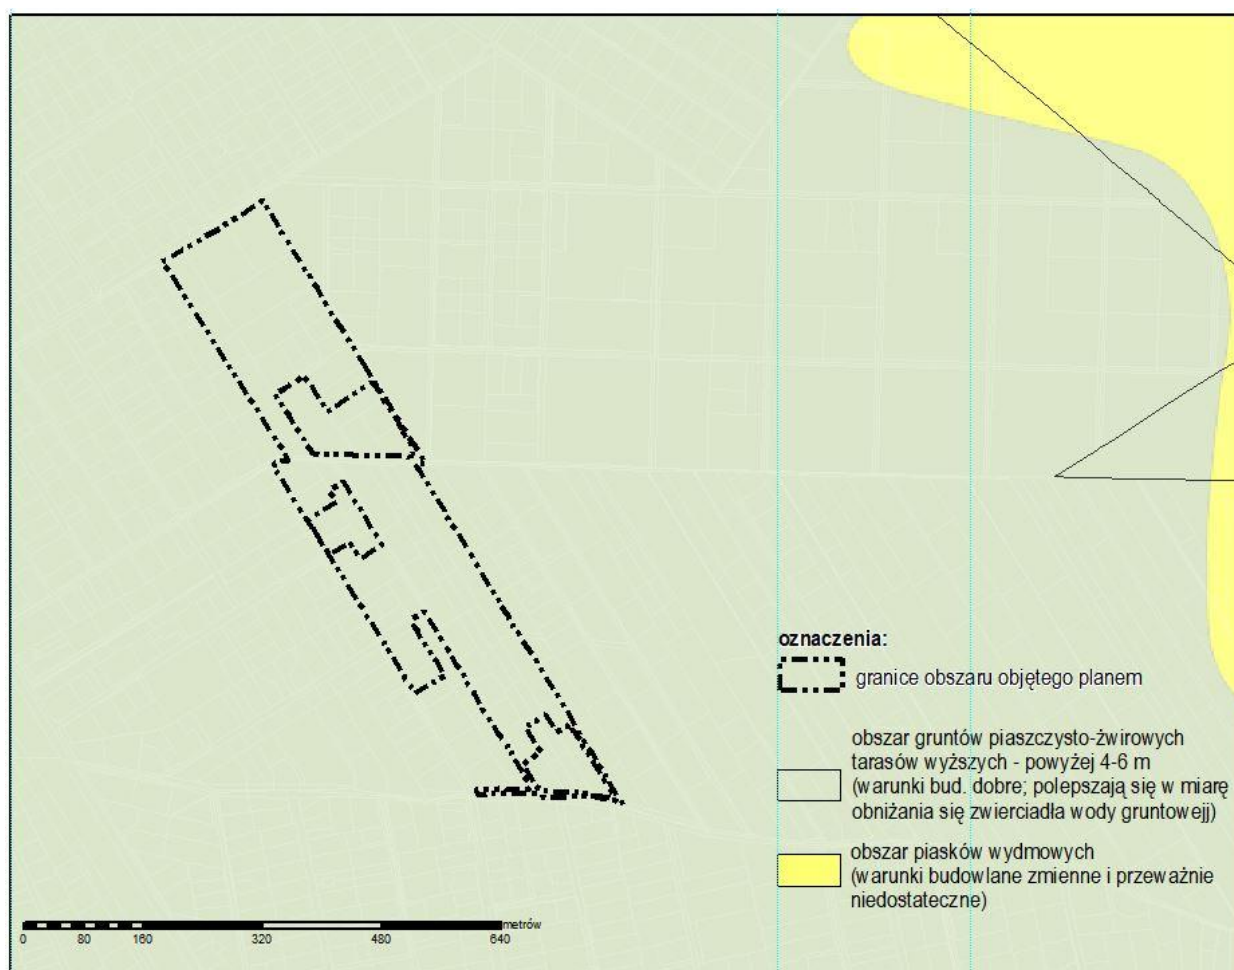 oznaczenia:
granice obszaru objętego planem
obszar gruntów piaszczysto-żwirowych
tarasów wyższych - powyżej 4-6 m
(warunki bud. dobre; polepszają się w miarę
obniżania się zwierciadła wody gruntowejj)
obszar piasków wydmowych
(warunki budowlane zmienne i przeważnie
niedostateczne)
metrów
0 80 160 320 480 640